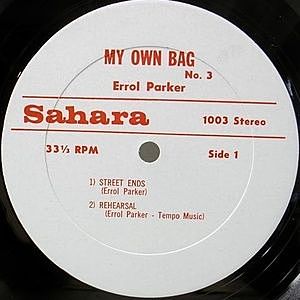 MY OWN BAG
No. 3
Errol Parker
Sahara 1003 Stereo
33⅓ RPM Side 1
1) STREET ENDS
(Errol Parker)
2) REHEARSAL
(Errol Parker - Tempo Music)